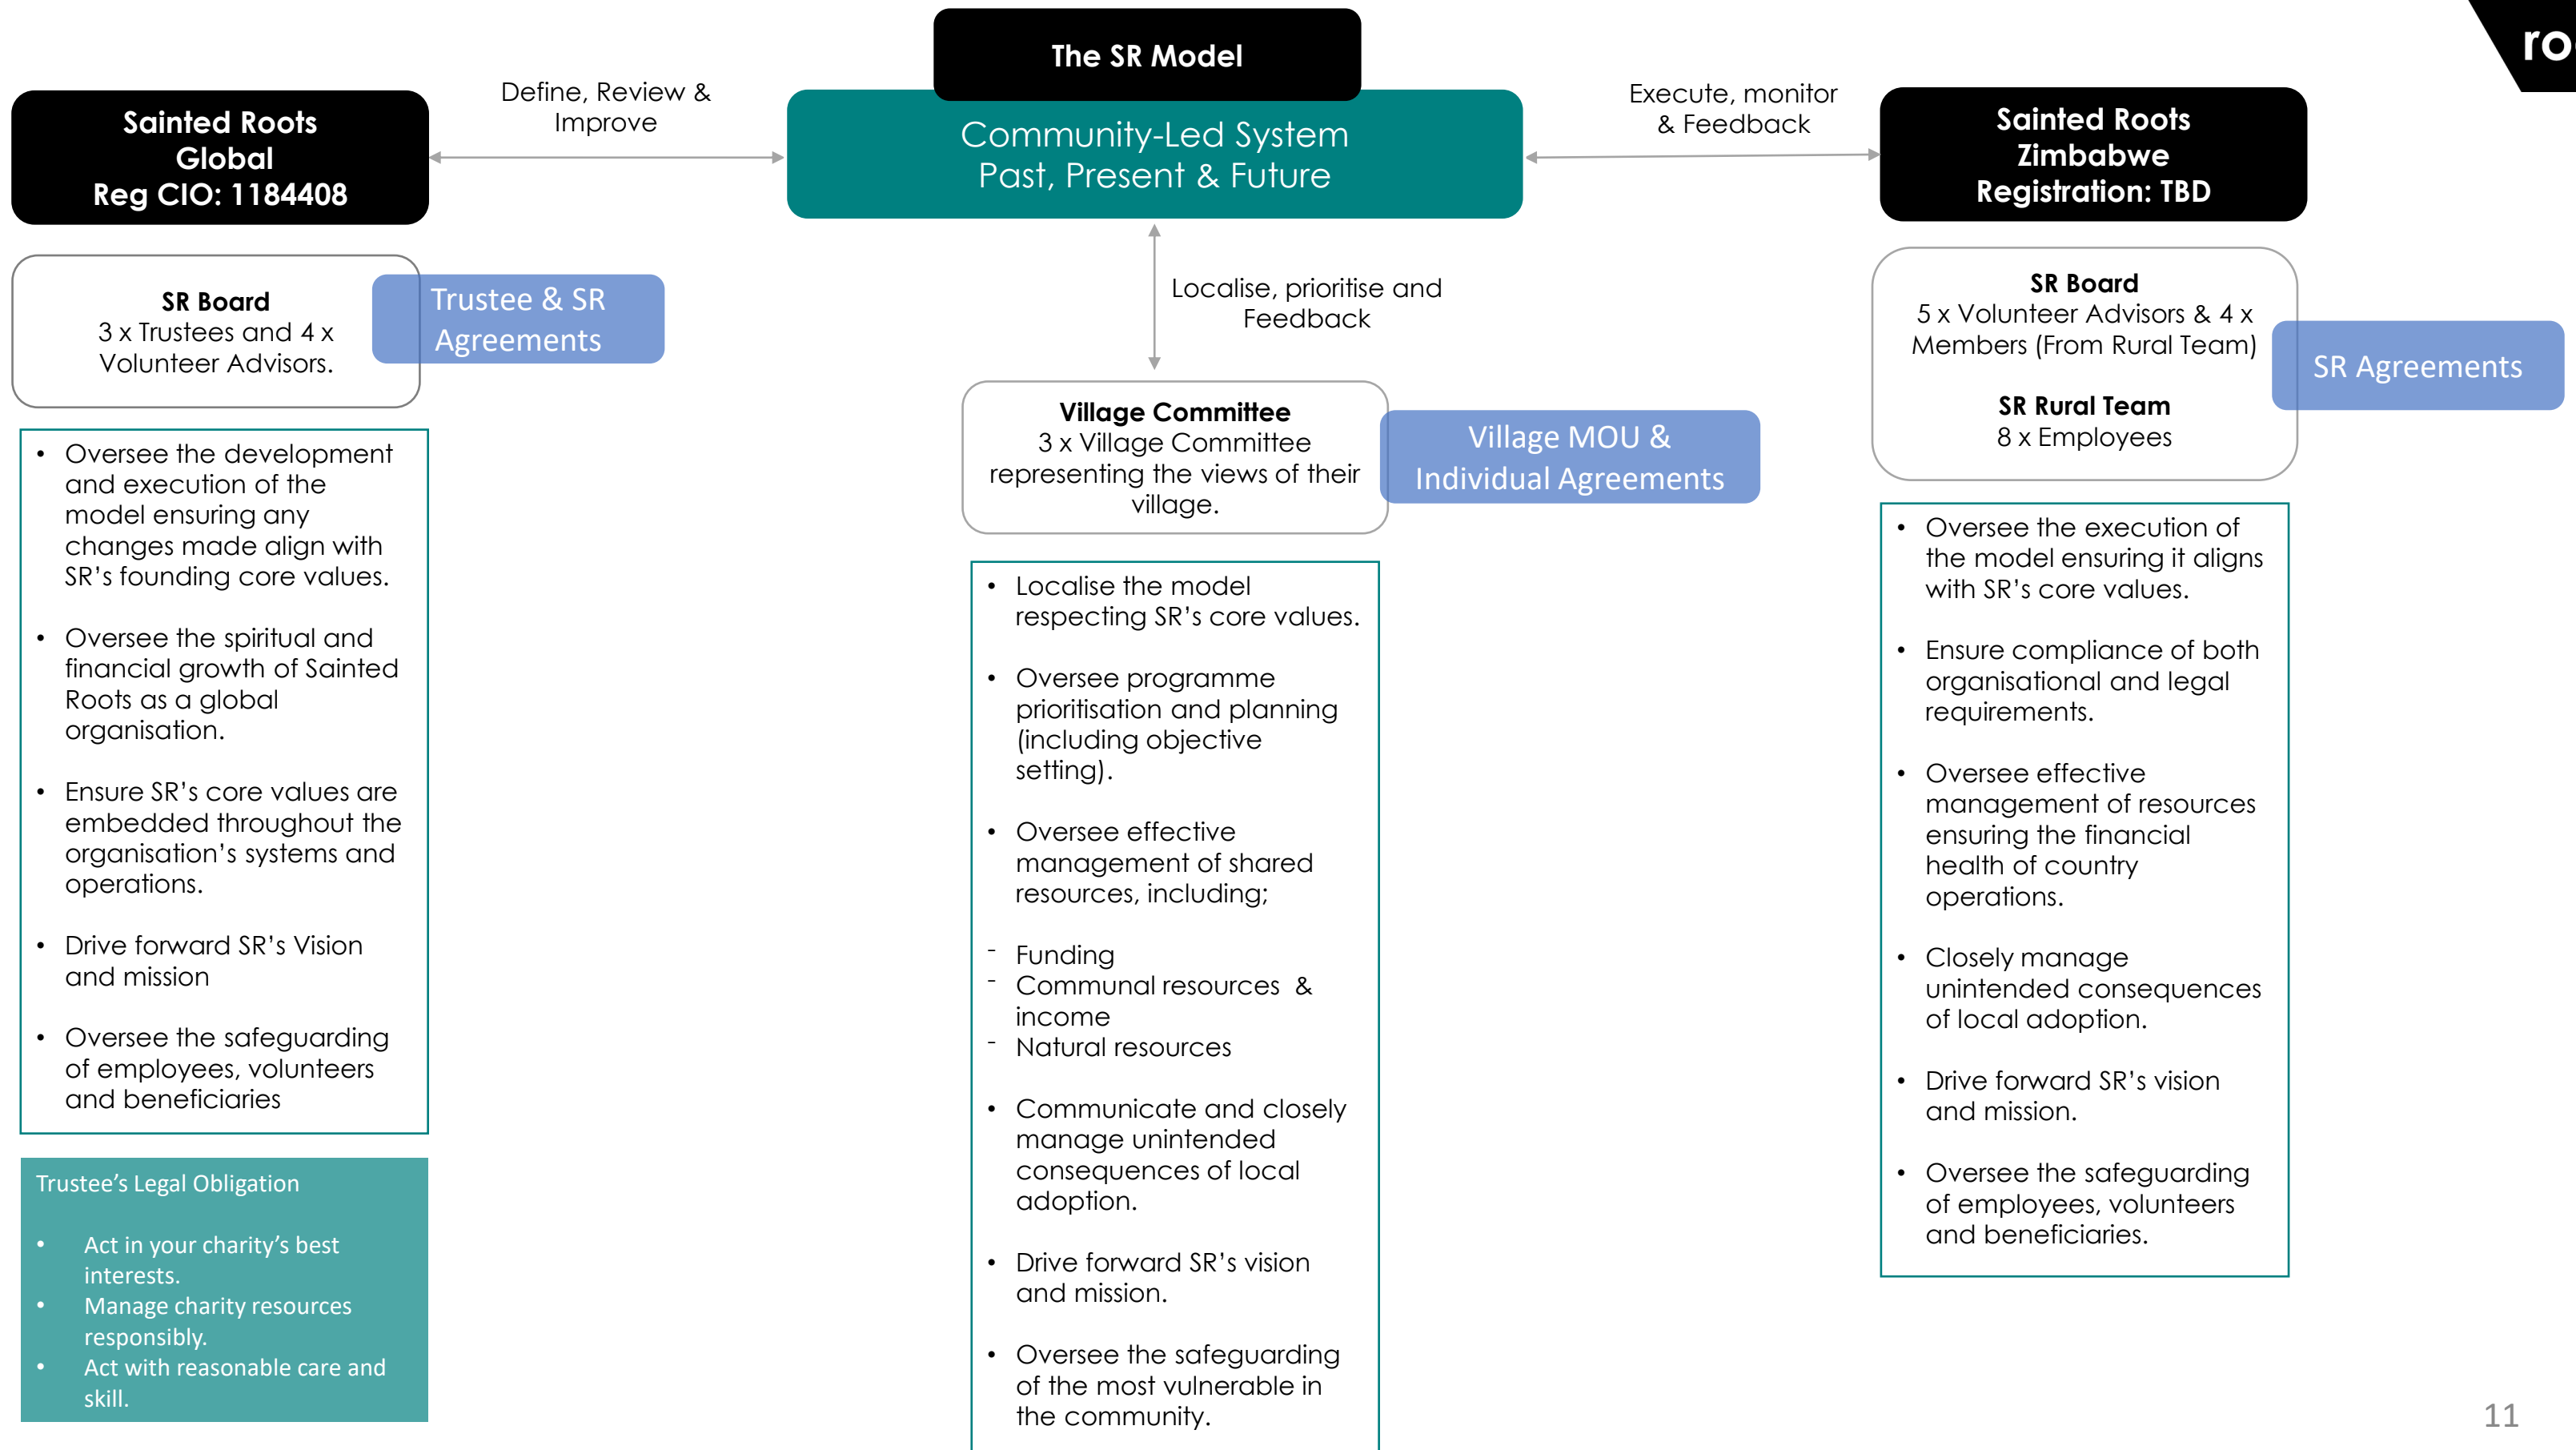 The SR Model
ro
Sainted Roots
Global
Reg CIO: 1184408
Define, Review &
Improve
Community-Led System
Past, Present & Future
Execute, monitor
& Feedback
Sainted Roots
Zimbabwe
Registration: TBD
SR Board
3 x Trustees and 4 x
Volunteer Advisors.
Trustee & SR
Agreements
• Oversee the development
and execution of the
model ensuring any
changes made align with
SR’s founding core values.
• Oversee the spiritual and
financial growth of Sainted
Roots as a global
organisation.
• Ensure SR’s core values are
embedded throughout the
organisation’s systems and
operations.
• Drive forward SR’s Vision
and mission
• Oversee the safeguarding
of employees, volunteers
and beneficiaries
Trustee’s Legal Obligation
• Act in your charity’s best
interests.
• Manage charity resources
responsibly.
• Act with reasonable care and
skill.
Localise, prioritise and
Feedback
Village Committee
3 x Village Committee
representing the views of their
village.
Village MOU &
Individual Agreements
• Localise the model
respecting SR’s core values.
• Oversee programme
prioritisation and planning
(including objective
setting).
• Oversee effective
management of shared
resources, including;
- Funding
- Communal resources &
income
- Natural resources
• Communicate and closely
manage unintended
consequences of local
adoption.
• Drive forward SR’s vision
and mission.
• Oversee the safeguarding
of the most vulnerable in
the community.
SR Board
5 x Volunteer Advisors & 4 x
Members (From Rural Team)
SR Rural Team
8 x Employees
SR Agreements
• Oversee the execution of
the model ensuring it aligns
with SR’s core values.
• Ensure compliance of both
organisational and legal
requirements.
• Oversee effective
management of resources
ensuring the financial
health of country
operations.
• Closely manage
unintended consequences
of local adoption.
• Drive forward SR’s vision
and mission.
• Oversee the safeguarding
of employees, volunteers
and beneficiaries.
11